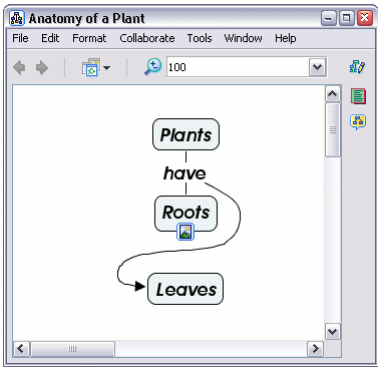 Anatomy of a Plant
File Edit Format Collaborate Tools Window Help
100
Plants
have
Roots
Leaves